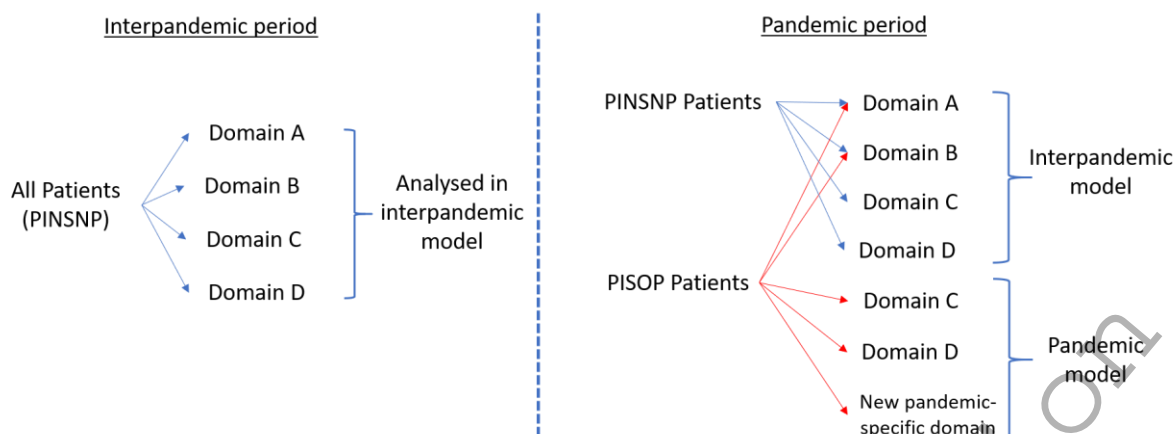 Interpandemic period
All Patients
(PINSNP)
Domain A
Domain B
Domain C
Domain D
Analysed in
interpandemic
model
Pandemic period
PINSNP Patients
PISOP Patients
Domain A
Domain B
Domain C
Domain D
Interpandemic
model
Domain C
Domain D
New pandemic-
specific domain
Pandemic
model
on